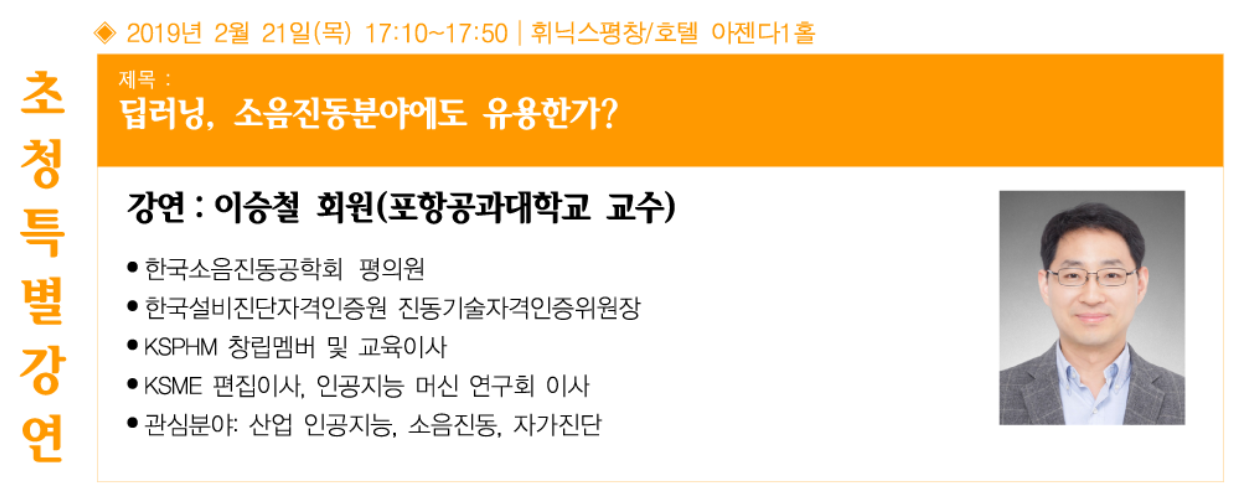 ◈ 2019년 2월 21일(목) 17:10~17:50 | 휘닉스평창/호텔 아젠다1홀
초청특별강연
제목 :
딥러닝, 소음진동분야에도 유용한가?
강연 : 이승철 회원(포항공과대학교 교수)
• 한국소음진동공학회 평의원
• 한국설비진단자격인증원 진동기술자격인증위원장
• KSPHM 창립멤버 및 교육이사
• KSME 편집이사, 인공지능 머신 연구회 이사
• 관심분야: 산업 인공지능, 소음진동, 자가진단